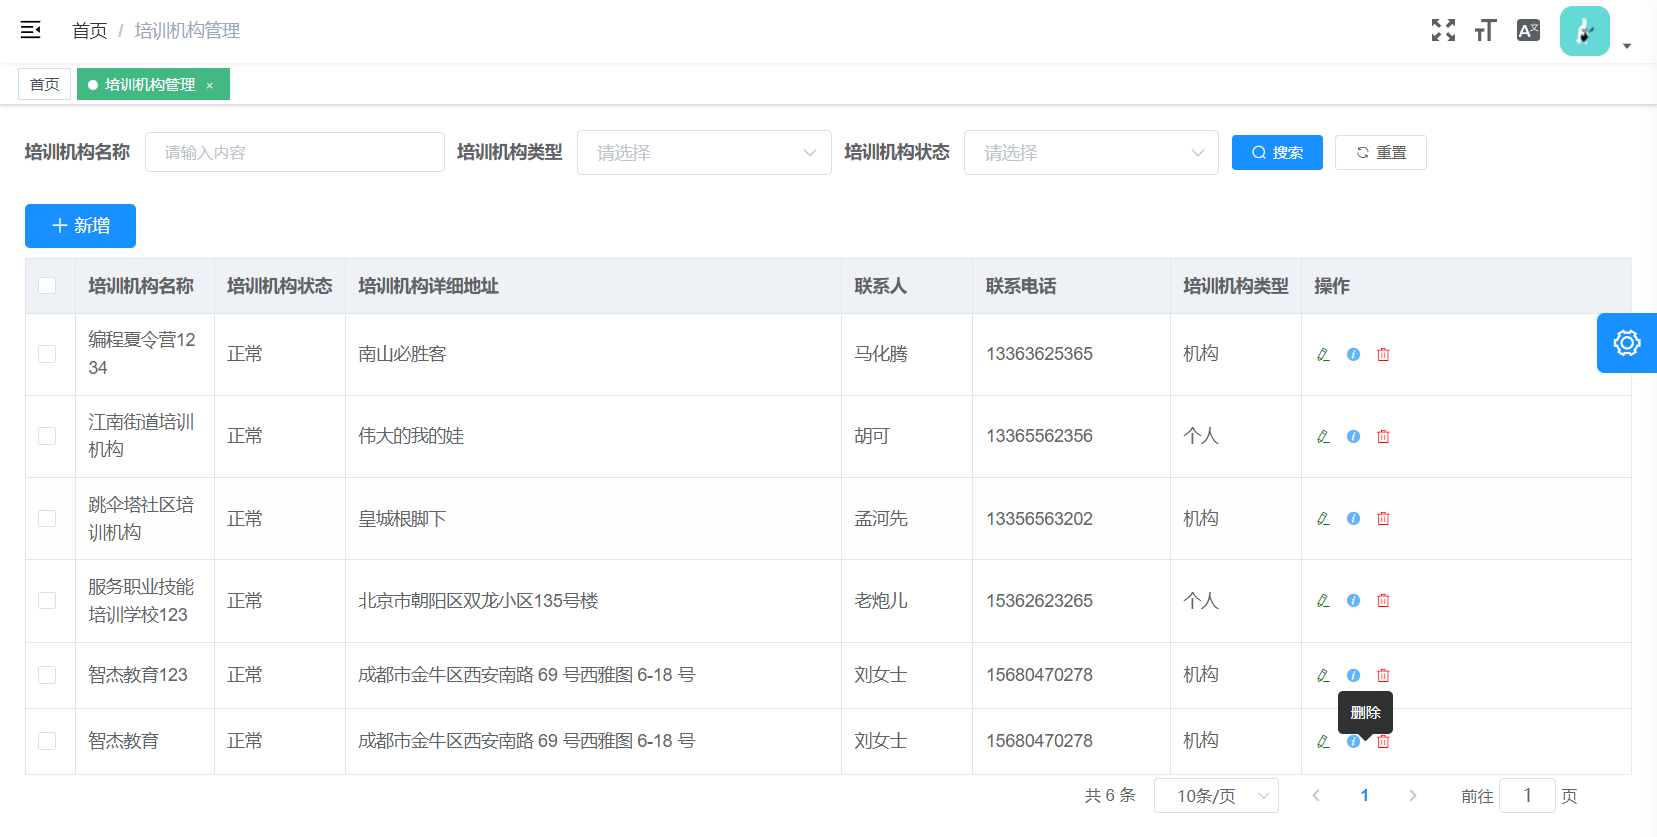 首页 / 培训机构管理
首页 培训机构管理 ×
培训机构名称 请输入内容 培训机构类型 请选择 培训机构状态 请选择 搜索 重置
新增
培训机构名称 培训机构状态 培训机构详细地址 联系人 联系电话 培训机构类型 操作
编程夏令营12
34 正常 南山必胜客 马化腾 13363625365 机构
江南街道培训
机构 正常 伟大的我的娃 胡可 13365562356 个人
跳伞塔社区培
训机构 正常 皇城根脚下 孟河先 13356563202 机构
服务职业技能
培训学校123 正常 北京市朝阳区双龙小区135号楼 老炮儿 15362623265 个人
智杰教育123 正常 成都市金牛区西安南路 69 号西雅图 6-18 号 刘女士 15680470278 机构
删除
智杰教育 正常 成都市金牛区西安南路 69 号西雅图 6-18 号 刘女士 15680470278 机构
共 6 条 10条/页 1 前往 1 页